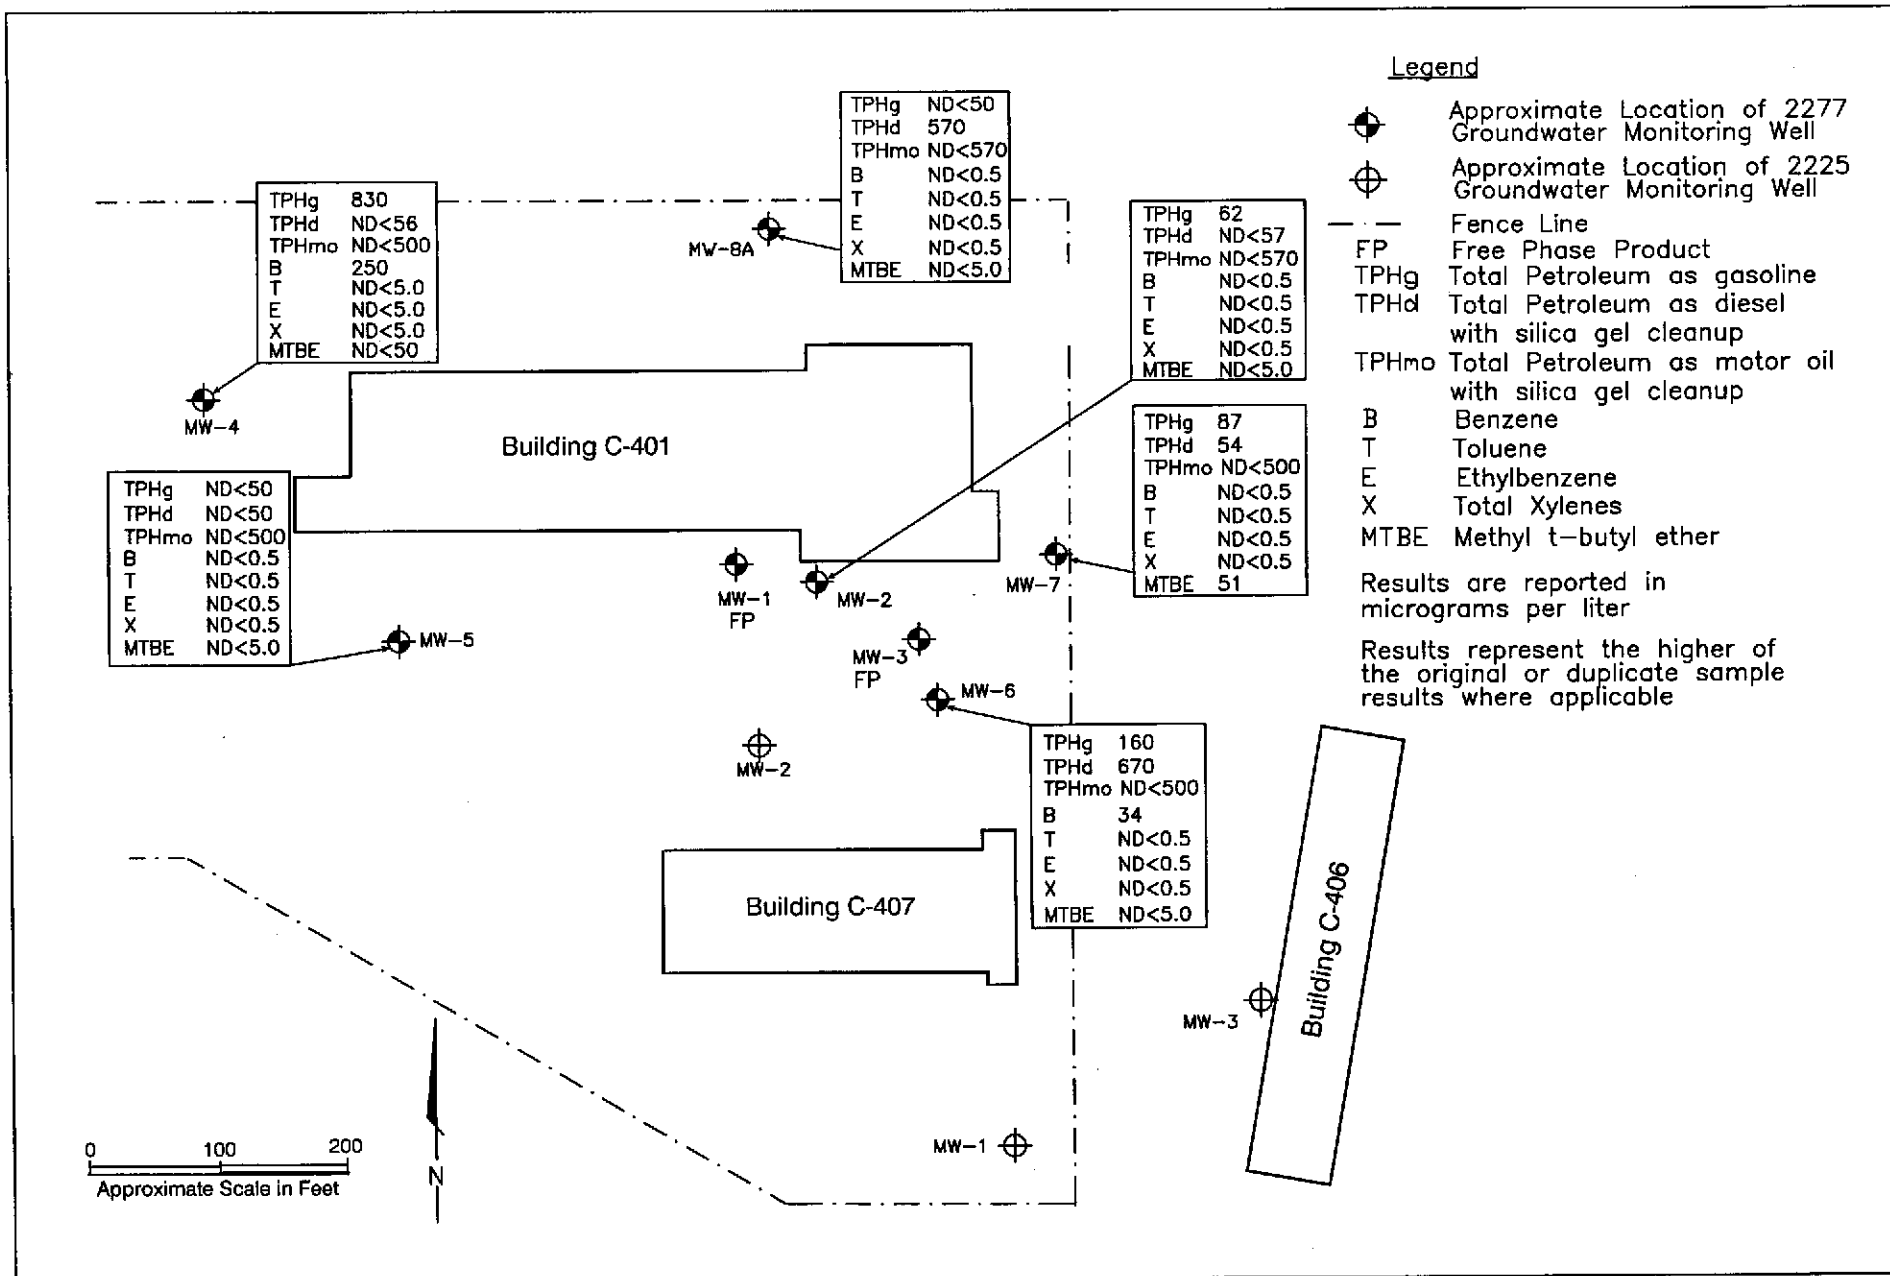 Legend
Approximate Location of 2277
Groundwater Monitoring Well
Approximate Location of 2225
Groundwater Monitoring Well
Fence Line
FP Free Phase Product
TPHg Total Petroleum as gasoline
TPHd Total Petroleum as diesel
with silica gel cleanup
TPHmo Total Petroleum as motor oil
with silica gel cleanup
B Benzene
T Toluene
E Ethylbenzene
X Total Xylenes
MTBE Methyl t-butyl ether
Results are reported in
micrograms per liter
Results represent the higher of
the original or duplicate sample
results where applicable
TPHg ND<50
TPHd 570
TPHmo ND<570
B ND<0.5
T ND<0.5
E ND<0.5
X ND<0.5
MTBE ND<5.0
MW-8A
TPHg 830
TPHd ND<56
TPHmo ND<500
B 250
T ND<5.0
E ND<5.0
X ND<5.0
MTBE ND<50
MW-4
TPHg 62
TPHd ND<57
TPHmo ND<570
B ND<0.5
T ND<0.5
E ND<0.5
X ND<0.5
MTBE ND<5.0
Building C-401
TPHg 87
TPHd 54
TPHmo ND<500
B ND<0.5
T ND<0.5
E ND<0.5
X ND<0.5
MTBE 51
TPHg ND<50
TPHd ND<50
TPHmo ND<500
B ND<0.5
T ND<0.5
E ND<0.5
X ND<0.5
MTBE ND<5.0
MW-5
MW-1
FP
MW-2
MW-7
MW-3
FP
MW-6
MW-2
TPHg 160
TPHd 670
TPHmo ND<500
B 34
T ND<0.5
E ND<0.5
X ND<0.5
MTBE ND<5.0
Building C-407
Building C-406
MW-3
MW-1
0 100 200
Approximate Scale in Feet
N